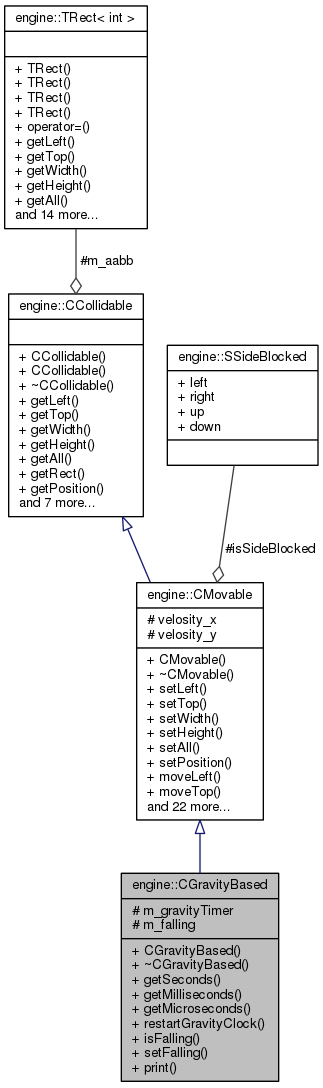 engine::TRect< int >
+ TRect()
+ TRect()
+ TRect()
+ TRect()
+ operator=()
+ getLeft()
+ getTop()
+ getWidth()
+ getHeight()
+ getAll()
and 14 more...
#m_aabb
engine::CCollidable
+ CCollidable()
+ CCollidable()
+ ~CCollidable()
+ getLeft()
+ getTop()
+ getWidth()
+ getHeight()
+ getAll()
+ getRect()
+ getPosition()
and 7 more...
engine::SSideBlocked
+ left
+ right
+ up
+ down
#isSideBlocked
engine::CMovable
# velosity_x
# velosity_y
+ CMovable()
+ ~CMovable()
+ setLeft()
+ setTop()
+ setWidth()
+ setHeight()
+ setAll()
+ setPosition()
+ moveLeft()
+ moveTop()
and 22 more...
engine::CGravityBased
# m_gravityTimer
# m_falling
+ CGravityBased()
+ ~CGravityBased()
+ getSeconds()
+ getMilliseconds()
+ getMicroseconds()
+ restartGravityClock()
+ isFalling()
+ setFalling()
+ print()